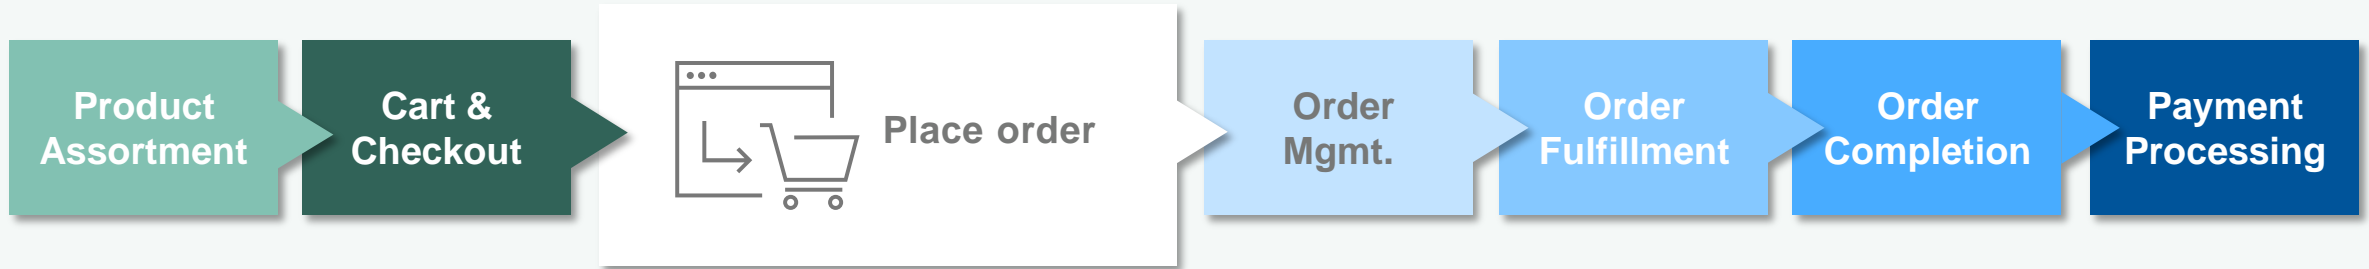 Product
Assortment
Cart &
Checkout
Place order
Order
Mgmt.
Order
Fulfillment
Order
Completion
Payment
Processing